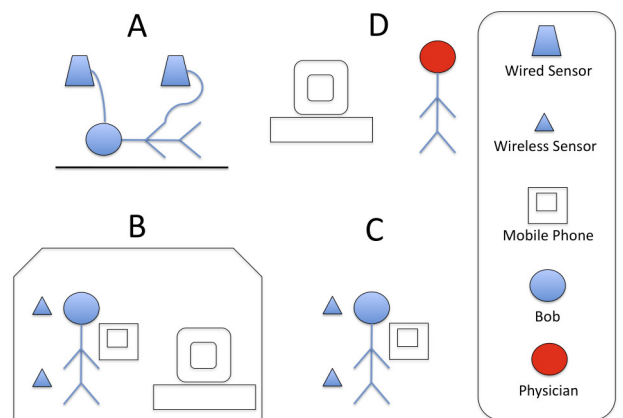 A
D
B
C
Wired Sensor
Wireless Sensor
Mobile Phone
Bob
Physician